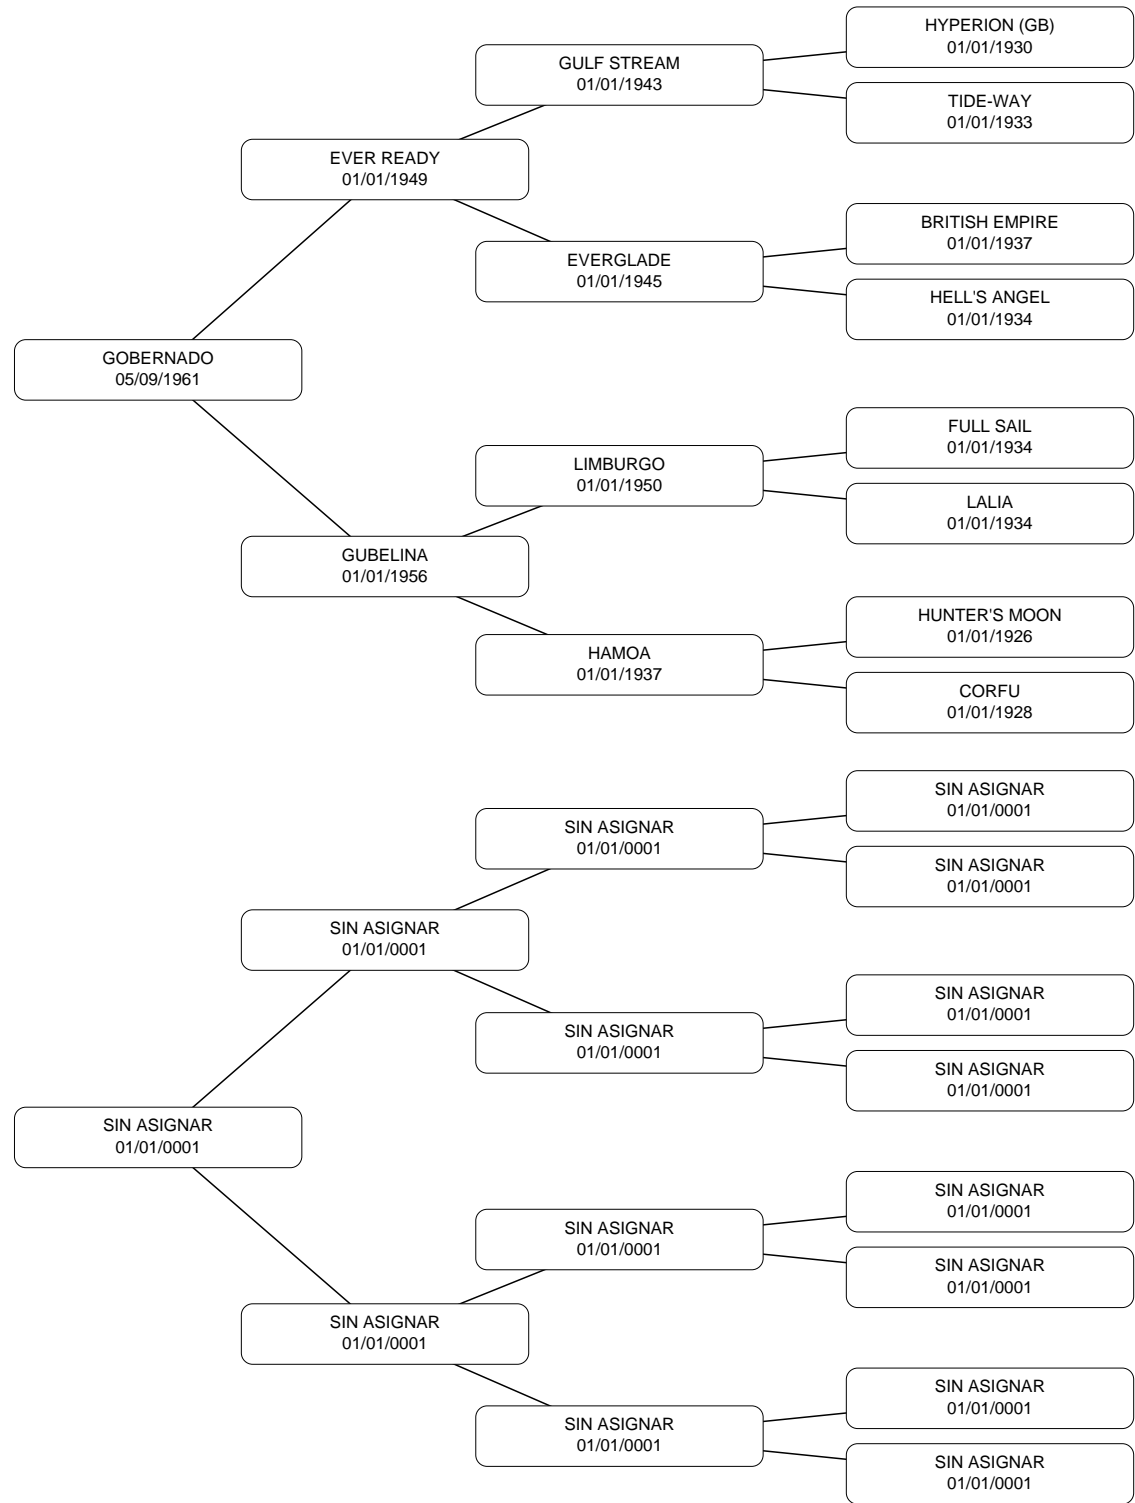 HYPERION (GB)
01/01/1930
GULF STREAM
01/01/1943
TIDE-WAY
01/01/1933
EVER READY
01/01/1949
BRITISH EMPIRE
01/01/1937
EVERGLADE
01/01/1945
HELL'S ANGEL
01/01/1934
GOBERNADO
05/09/1961
FULL SAIL
01/01/1934
LIMBURGO
01/01/1950
LALIA
01/01/1934
GUBELINA
01/01/1956
HUNTER'S MOON
01/01/1926
HAMOA
01/01/1937
CORFU
01/01/1928
SIN ASIGNAR
01/01/0001
SIN ASIGNAR
01/01/0001
SIN ASIGNAR
01/01/0001
SIN ASIGNAR
01/01/0001
SIN ASIGNAR
01/01/0001
SIN ASIGNAR
01/01/0001
SIN ASIGNAR
01/01/0001
SIN ASIGNAR
01/01/0001
SIN ASIGNAR
01/01/0001
SIN ASIGNAR
01/01/0001
SIN ASIGNAR
01/01/0001
SIN ASIGNAR
01/01/0001
SIN ASIGNAR
01/01/0001
SIN ASIGNAR
01/01/0001
SIN ASIGNAR
01/01/0001